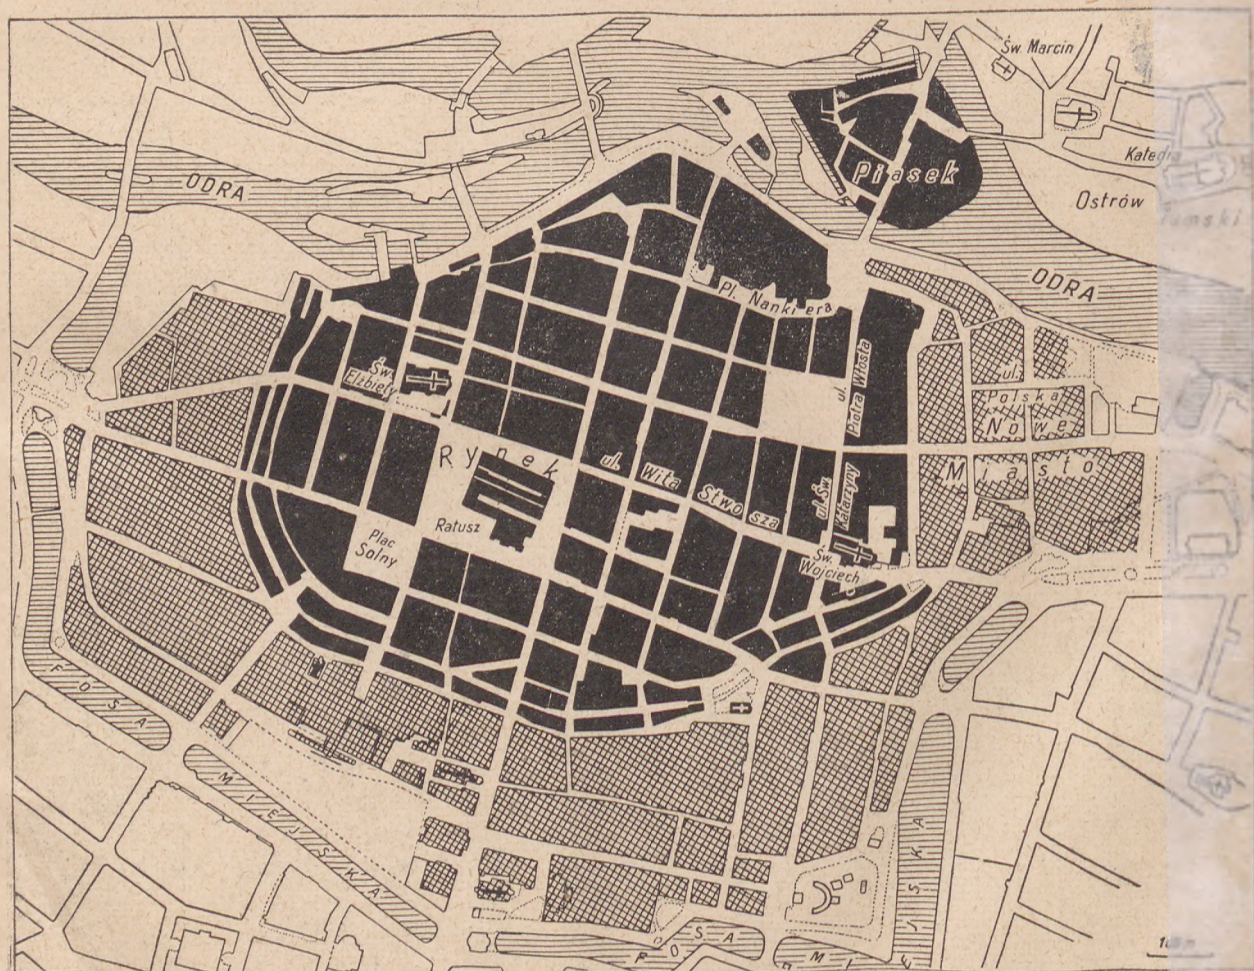 Św. Marcin
Katedra
Ostrów
Tumski
Piasek
ODRA
ODRA
Pl. Nankiera
Św.
Elżbiety
ul. Piotra Włosta
ul.
Polska
Nowe
Miasto
Rynek
ul. Wita Stwosza
ul. Św. Katarzyny
Ratusz
Plac
Solny
Św.
Wojciech
FOSA
MIEJSKA
FOSA
MIEJSKA